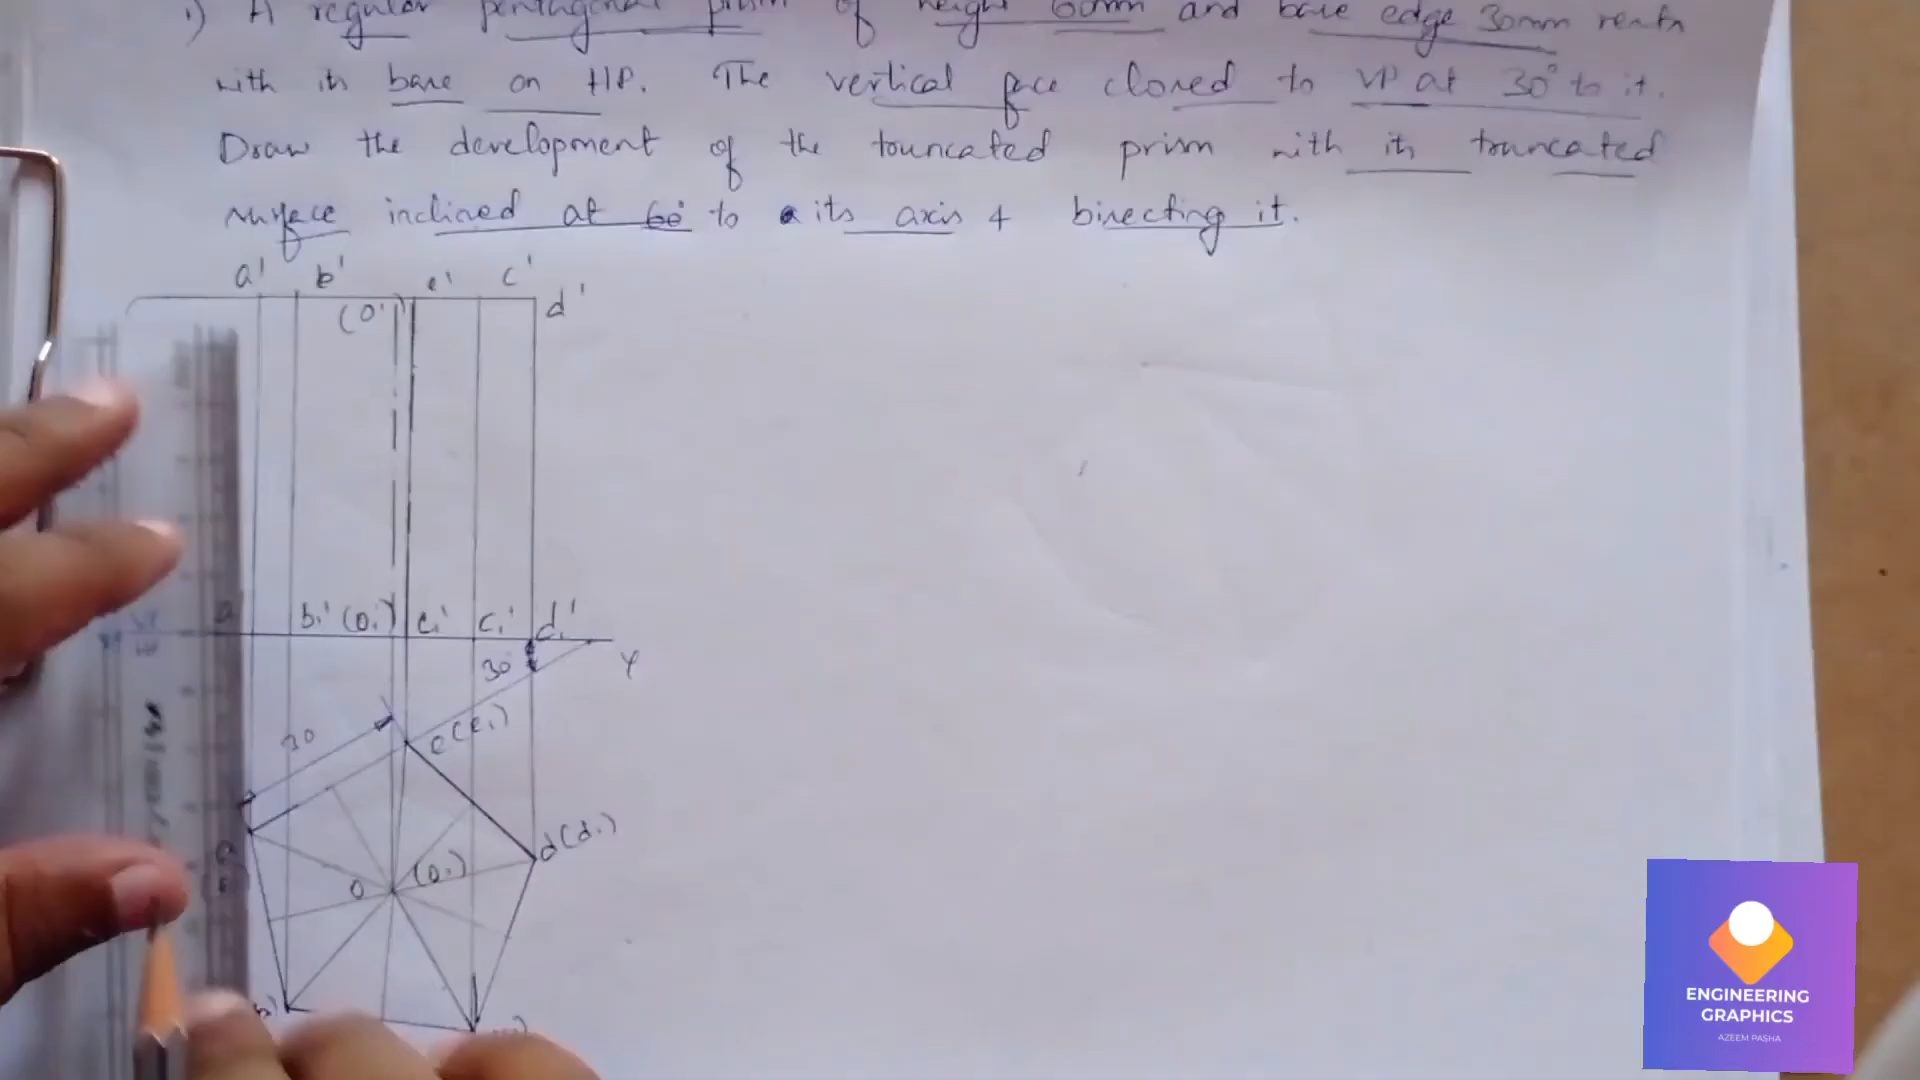 1) A regular pentagonal prism of height 60mm and base edge 30mm rests
with its base on HP. The vertical face closed to VP at 30° to it.
Draw the development of the truncated prism with its truncated
surface inclined at 60° to its axis & bisecting it.
a' b' e' c' d'
(o')
b₁' (o₁') e₁' c₁' d₁'
30 Y
30 e(e₁)
d(d₁)
o (o₁)
ENGINEERING
GRAPHICS
AZEEM PASHA